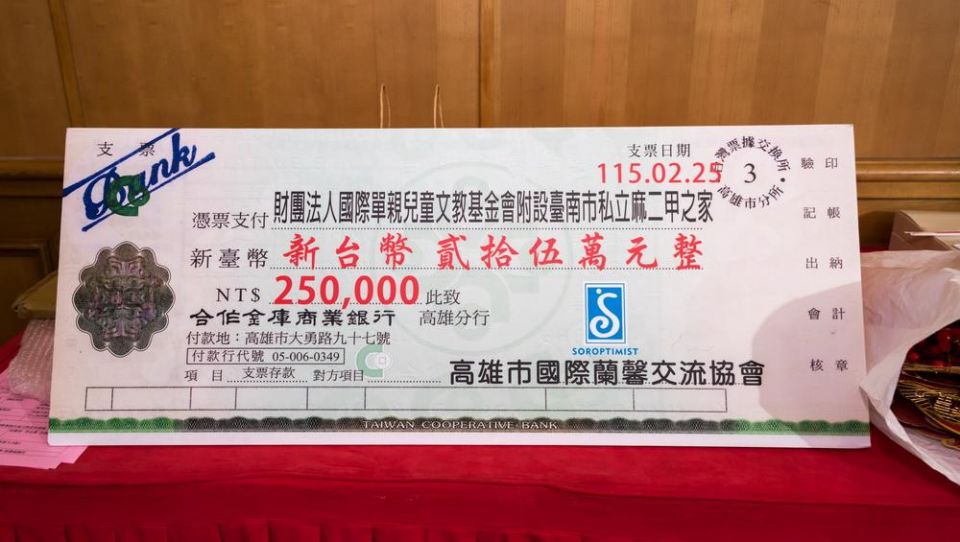 支票
Bank
支票日期
115.02.25
台灣票據交換所
3
高雄市分所
驗印
憑票支付 財團法人國際單親兒童文教基金會附設臺南市私立麻二甲之家
記帳
新臺幣 新台幣 貳拾伍萬元整
出納
NT$ 250,000 此致
合作金庫商業銀行 高雄分行
會計
付款地：高雄市大勇路九十七號
付款行代號 05-006-0349
SOROPTIMIST
項目 支票存款 對方項目
高雄市國際蘭馨交流協會
核章
TAIWAN COOPERATIVE BANK